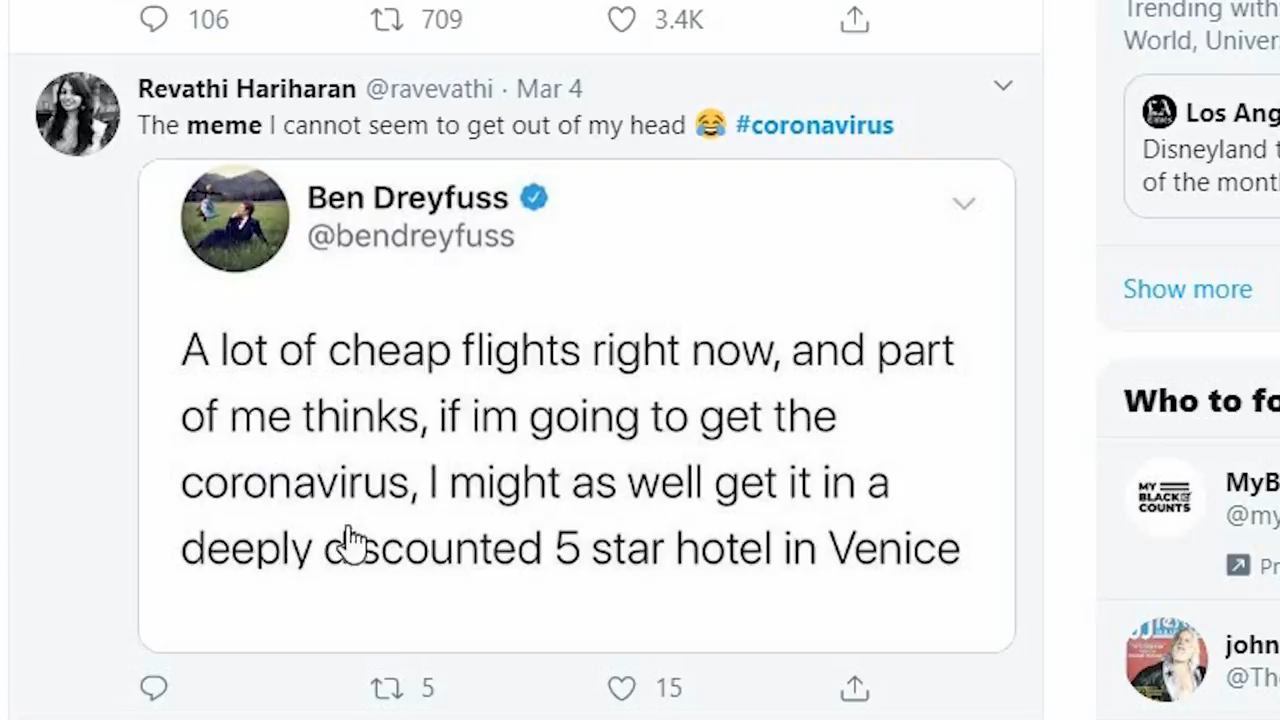 106 709 3.4K
Revathi Hariharan @ravevathi · Mar 4
The meme I cannot seem to get out of my head 😂 #coronavirus
Ben Dreyfuss
@bendreyfuss
A lot of cheap flights right now, and part
of me thinks, if im going to get the
coronavirus, I might as well get it in a
deeply discounted 5 star hotel in Venice
5 15
Trending with
World, Univer
Los Ang
Disneyland t
of the mont
Show more
Who to fo
MY
BLACK
COUNTS
MyB
@my
Pr
john
@The